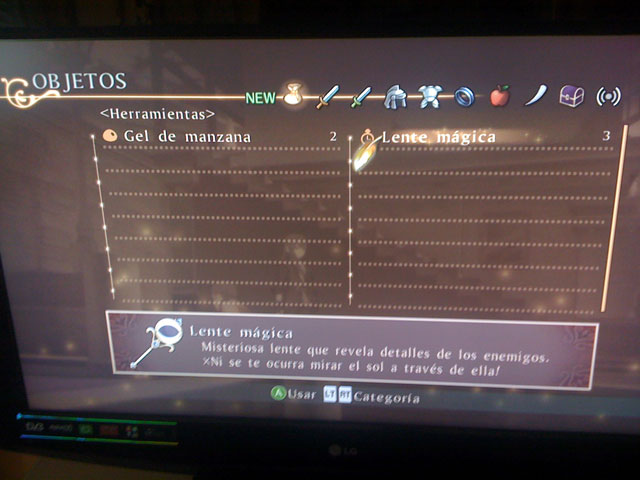 OBJETOS
NEW
<Herramientas>
Gel de manzana 2
Lente mágica 3
Lente mágica
Misteriosa lente que revela detalles de los enemigos.
×Ni se te ocurra mirar el sol a través de ella!
A Usar LT RT Categoría
LG